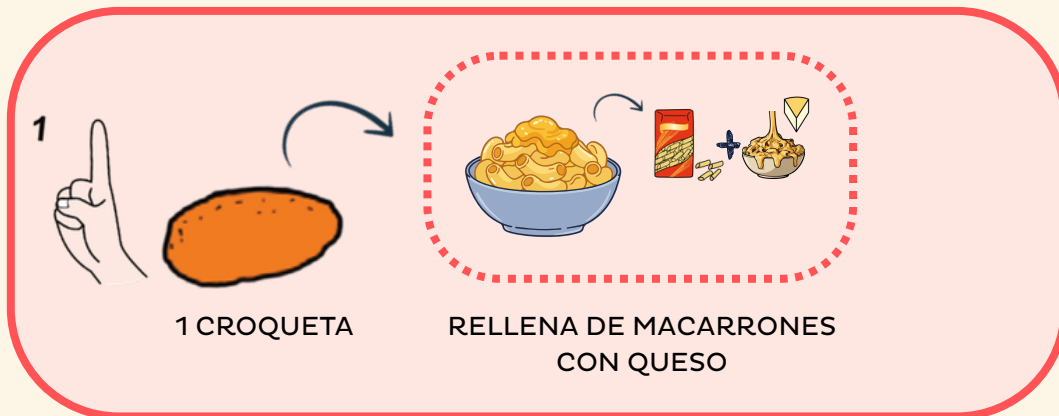 1
1 CROQUETA
RELLENA DE MACARRONES
CON QUESO